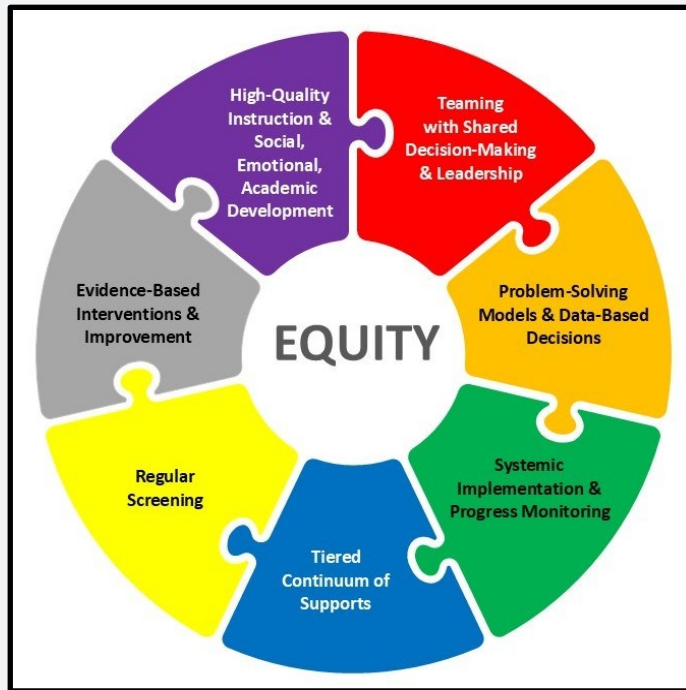 High-Quality
Instruction &
Social,
Emotional,
Academic
Development
Teaming
with Shared
Decision-Making
& Leadership
Problem-Solving
Models & Data-Based
Decisions
Systemic
Implementation &
Progress Monitoring
Tiered
Continuum of
Supports
Regular
Screening
Evidence-Based
Interventions &
Improvement
EQUITY